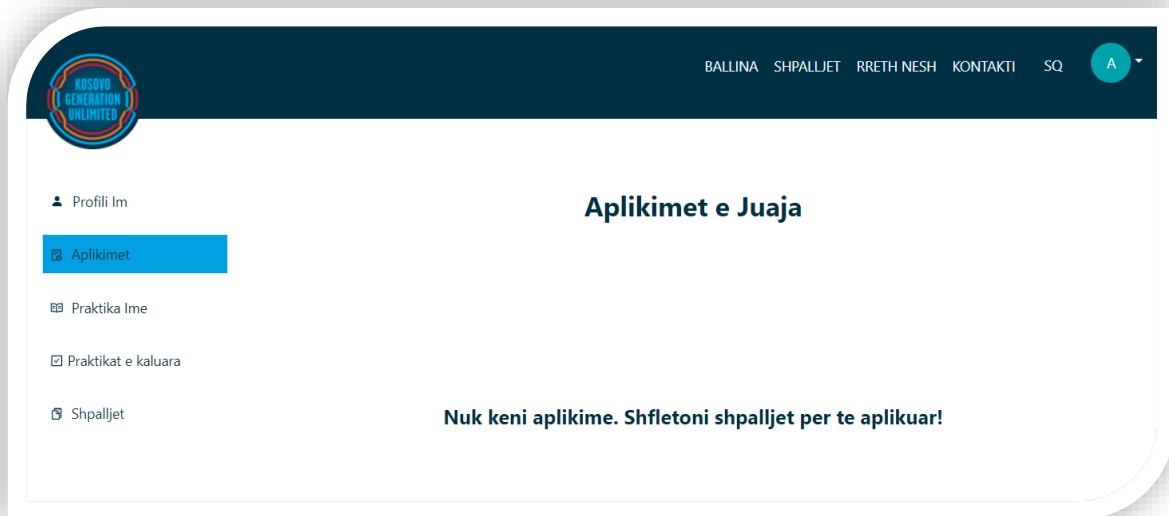 KOSOVO
GENERATION
UNLIMITED
BALLINA SHPALLJET RRETH NESH KONTAKTI SQ A
Profili Im
Aplikimet
Praktika Ime
Praktikat e kaluara
Shpalljet
Aplikimet e Juaja
Nuk keni aplikime. Shfletoni shpalljet per te aplikuar!